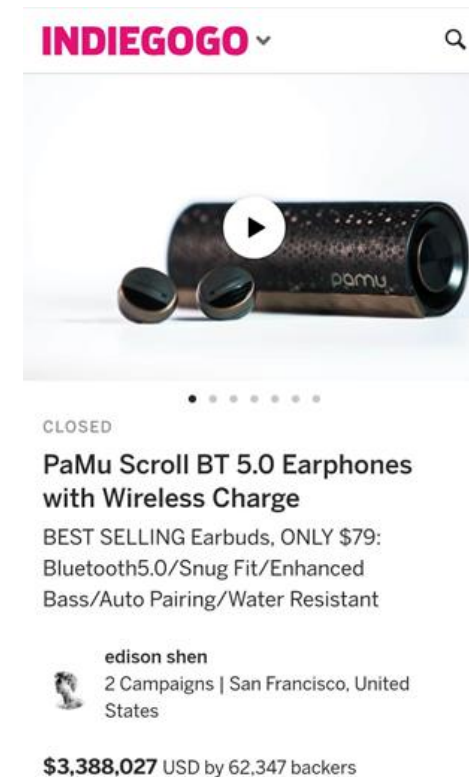 INDIEGOGO
pamu
CLOSED
PaMu Scroll BT 5.0 Earphones
with Wireless Charge
BEST SELLING Earbuds, ONLY $79:
Bluetooth5.0/Snug Fit/Enhanced
Bass/Auto Pairing/Water Resistant
edison shen
2 Campaigns | San Francisco, United
States
$3,388,027 USD by 62,347 backers